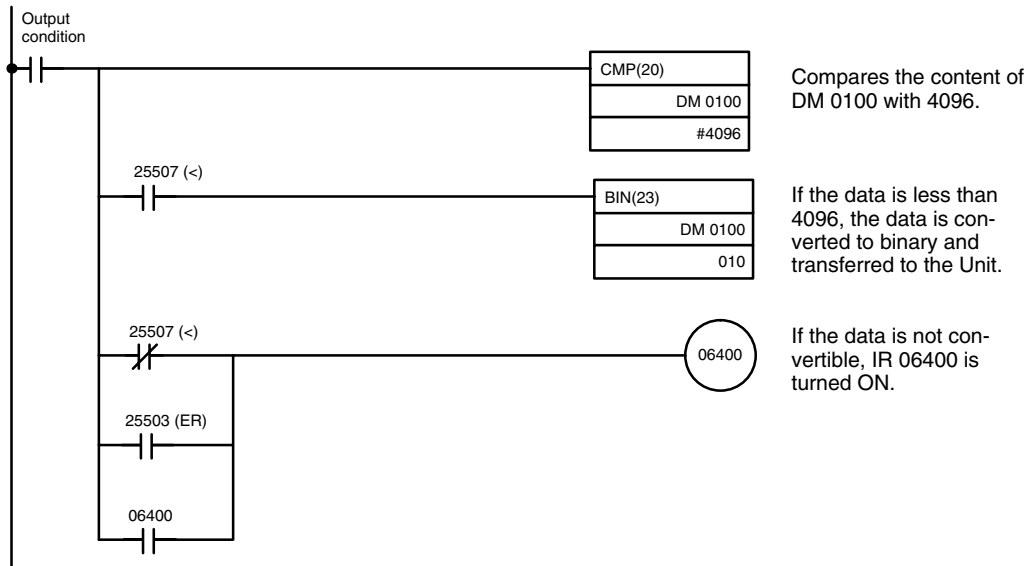 Output
condition
CMP(20)
DM 0100
#4096
Compares the content of
DM 0100 with 4096.
25507 (<)
BIN(23)
DM 0100
010
If the data is less than
4096, the data is con-
verted to binary and
transferred to the Unit.
25507 (<)
06400
If the data is not con-
vertible, IR 06400 is
turned ON.
25503 (ER)
06400